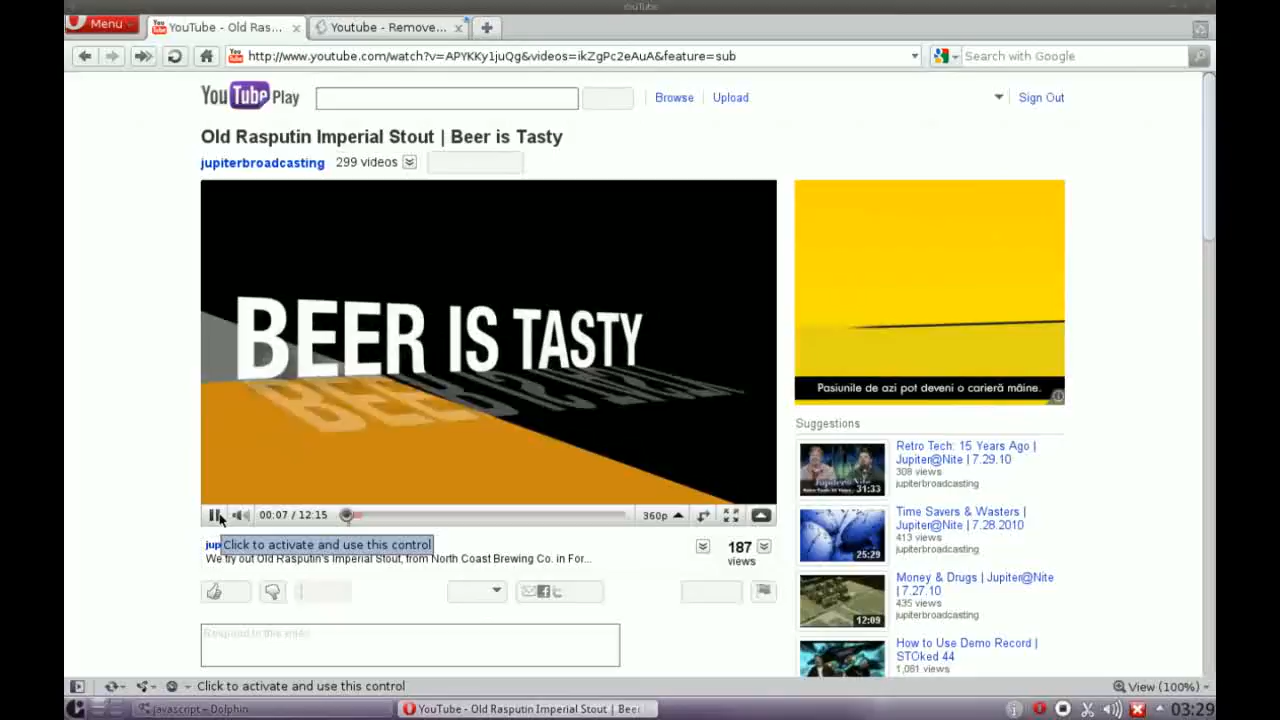 YouTube
Menu
YouTube - Old Ras...
Youtube - Remove...
http://www.youtube.com/watch?v=APYKKy1juQg&videos=ikZgPc2eAuA&feature=sub
Search with Google
YouTube Play
Browse
Upload
Sign Out
Old Rasputin Imperial Stout | Beer is Tasty
jupiterbroadcasting
299 videos
BEER IS TASTY
Pasiunile de azi pot deveni o carieră mâine.
00:07 / 12:15
360p
Suggestions
31:33
Retro Tech: 15 Years Ago |
Jupiter@Nite | 7.29.10
308 views
jupiterbroadcasting
25:29
Time Savers & Wasters |
Jupiter@Nite | 7.28.2010
413 views
jupiterbroadcasting
12:09
Money & Drugs | Jupiter@Nite
| 7.27.10
435 views
jupiterbroadcasting
How to Use Demo Record |
STOked 44
1,081 views
jup
Click to activate and use this control
We try out Old Rasputin's Imperial Stout, from North Coast Brewing Co. in For...
187
views
Respond to this video
Click to activate and use this control
View (100%)
javascript – Dolphin
YouTube - Old Rasputin Imperial Stout | Beer
03:29